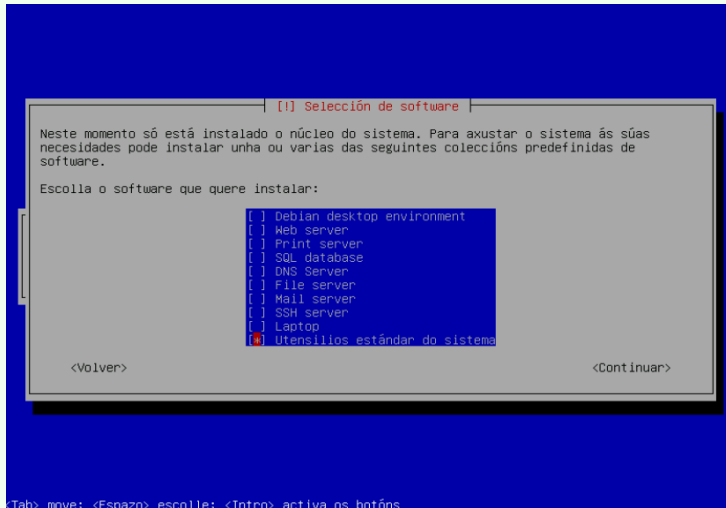 [!] Selección de software
Neste momento só está instalado o núcleo do sistema. Para axustar o sistema ás súas
necesidades pode instalar unha ou varias das seguintes coleccións predefinidas de
software.
Escolla o software que quere instalar:
[ ] Debian desktop environment
[ ] Web server
[ ] Print server
[ ] SQL database
[ ] DNS Server
[ ] File server
[ ] Mail server
[ ] SSH server
[ ] Laptop
[*] Utensilios estándar do sistema
<Volver> <Continuar>
<Tab> move; <Espazo> escolle; <Intro> activa os botóns